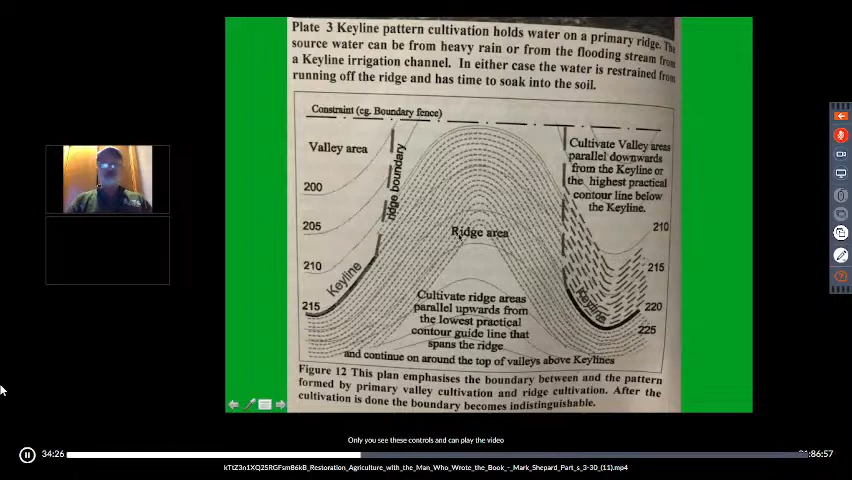 Plate 3 Keyline pattern cultivation holds water on a primary ridge. The
source water can be from heavy rain or from the flooding stream from
a Keyline irrigation channel. In either case the water is restrained from
running off the ridge and has time to soak into the soil.
Constraint (eg. Boundary fence)
Valley area
ridge boundary
Cultivate Valley areas
parallel downwards
from the Keyline or
the highest practical
contour line below
the Keyline.
200
205
210
215
Keyline
Ridge area
210
215
220
225
Keyline
Cultivate ridge areas
parallel upwards from
the lowest practical
contour guide line that
spans the ridge
and continue on around the top of valleys above Keylines
Figure 12 This plan emphasises the boundary between and the pattern
formed by primary valley cultivation and ridge cultivation. After the
cultivation is done the boundary becomes indistinguishable.
Only you see these controls and can play the video
34:26
:86:57
kTtZ3n1XQ25RGFsm86kB_Restoration_Agriculture_with_the_Man_Who_Wrote_the_Book_-_Mark_Shepard_Part_s_3-30_(11).mp4